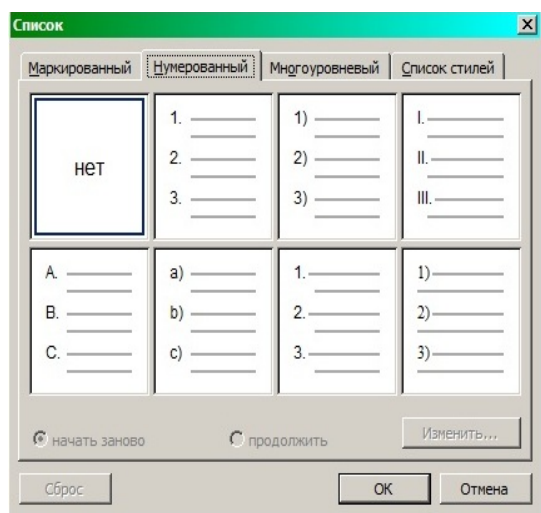 Список
Маркированный Нумерованный Многоуровневый Список стилей
нет
1.
2.
3.
1)
2)
3)
I.
II.
III.
A.
B.
C.
a)
b)
c)
1.
2.
3.
1)
2)
3)
начать заново продолжить Изменить...
Сброс ОК Отмена